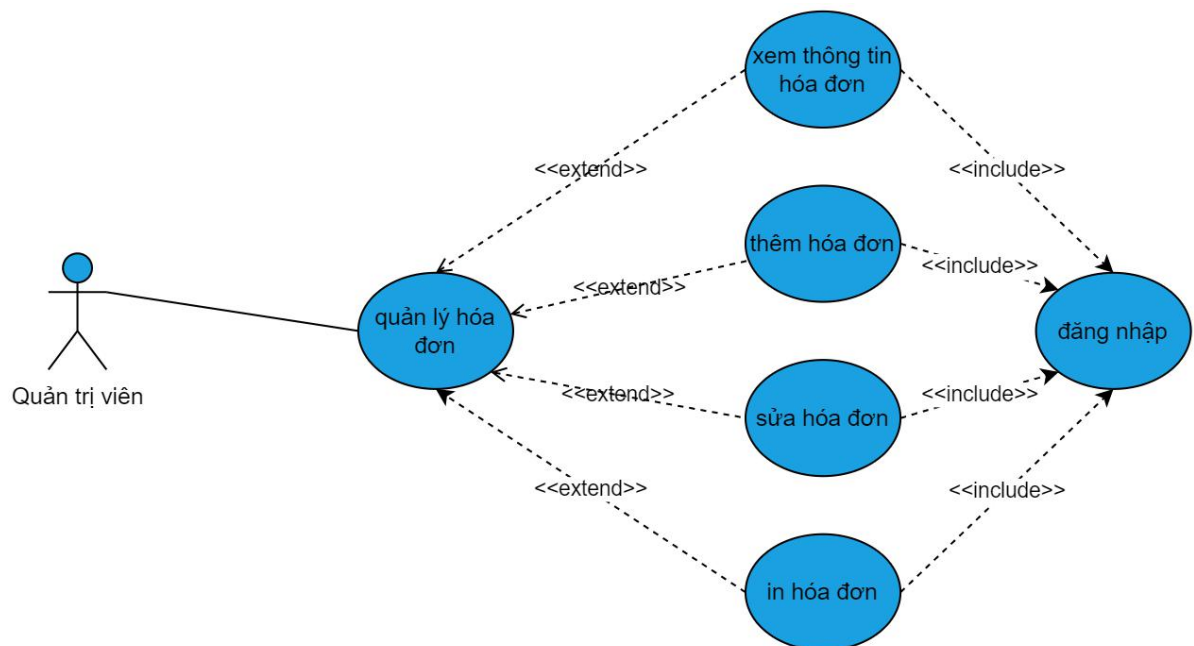 xem thông tin
hóa đơn
<<extend>>
<<include>>
thêm hóa đơn
<<extend>>
<<include>>
quản lý hóa
đơn
đăng nhập
Quản trị viên
<<extend>>
<<include>>
sửa hóa đơn
<<extend>>
<<include>>
in hóa đơn